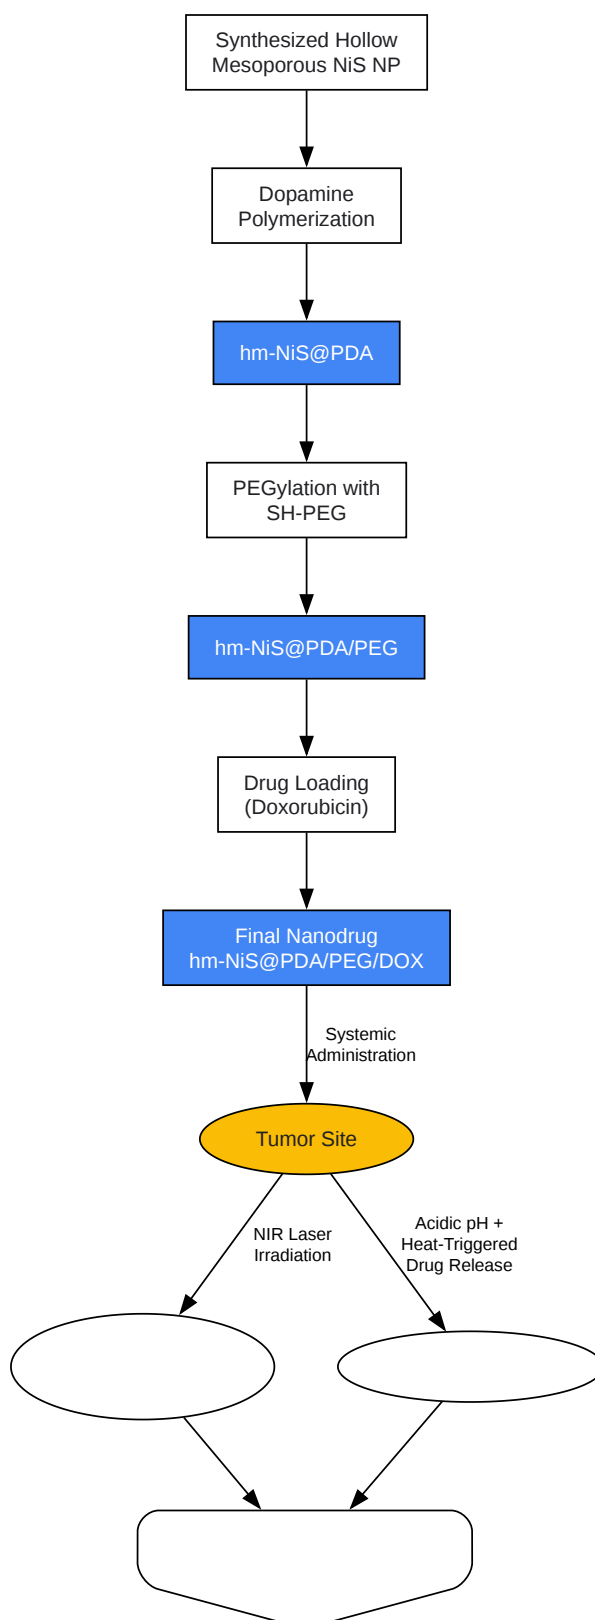 Synthesized Hollow
Mesoporous NiS NP
Dopamine
Polymerization
hm-NiS@PDA
PEGylation with
SH-PEG
hm-NiS@PDA/PEG
Drug Loading
(Doxorubicin)
Final Nanodrug
hm-NiS@PDA/PEG/DOX
Systemic
Administration
Tumor Site
NIR Laser
Irradiation
Acidic pH +
Heat-Triggered
Drug Release